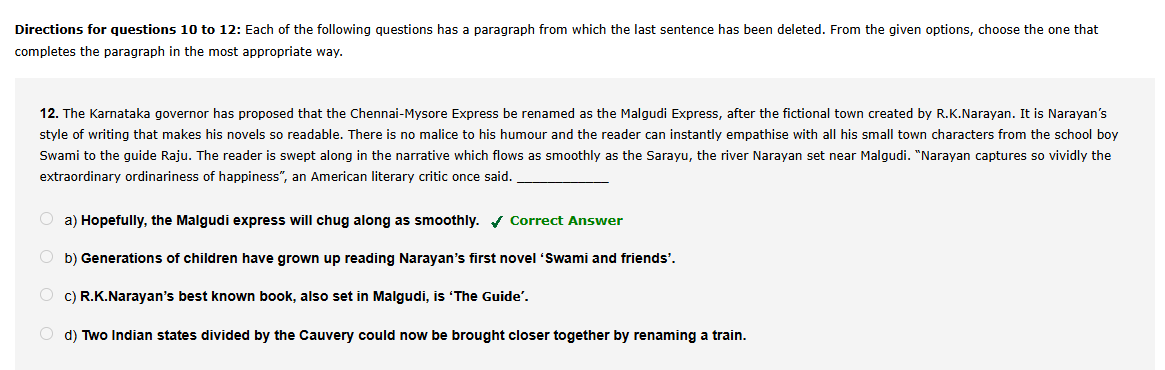 Directions for questions 10 to 12: Each of the following questions has a paragraph from which the last sentence has been deleted. From the given options, choose the one that
completes the paragraph in the most appropriate way.
12. The Karnataka governor has proposed that the Chennai-Mysore Express be renamed as the Malgudi Express, after the fictional town created by R.K.Narayan. It is Narayan’s
style of writing that makes his novels so readable. There is no malice to his humour and the reader can instantly empathise with all his small town characters from the school boy
Swami to the guide Raju. The reader is swept along in the narrative which flows as smoothly as the Sarayu, the river Narayan set near Malgudi. “Narayan captures so vividly the
extraordinary ordinariness of happiness”, an American literary critic once said. _____________
a) Hopefully, the Malgudi express will chug along as smoothly. ✓ Correct Answer
b) Generations of children have grown up reading Narayan’s first novel ‘Swami and friends’.
c) R.K.Narayan’s best known book, also set in Malgudi, is ‘The Guide’.
d) Two Indian states divided by the Cauvery could now be brought closer together by renaming a train.